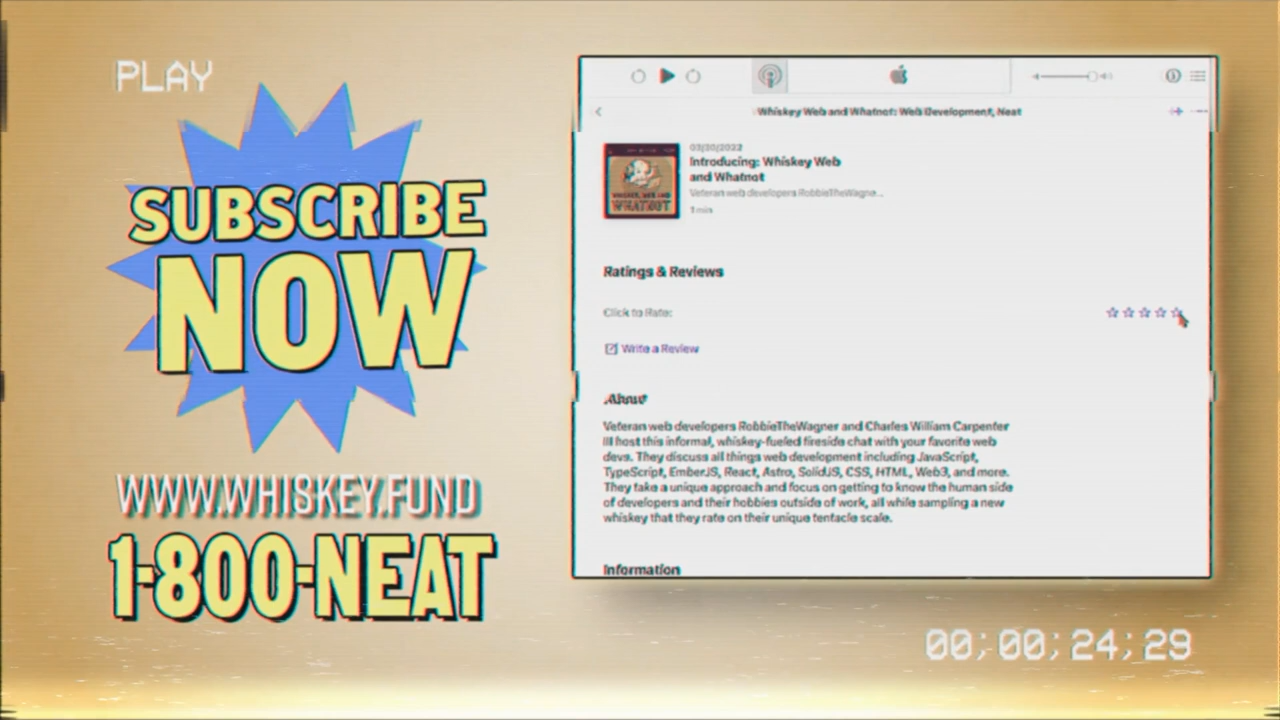 PLAY
SUBSCRIBE
NOW
WWW.WHISKEY.FUND
1-800-NEAT
Whiskey Web and Whatnot: Web Development, Neat
03/20/2022
Introducing: Whiskey Web
and Whatnot
Veteran web developers RobbieTheWagne...
1 min
WHISKEY, WEB AND
WHATNOT
Ratings & Reviews
Click to Rate:
Write a Review
About
Veteran web developers RobbieTheWagner and Charles William Carpenter
III host this informal, whiskey-fueled fireside chat with your favorite web
devs. They discuss all things web development including JavaScript,
TypeScript, EmberJS, React, Astro, SolidJS, CSS, HTML, Web3, and more.
They take a unique approach and focus on getting to know the human side
of developers and their hobbies outside of work, all while sampling a new
whiskey that they rate on their unique tentacle scale.
Information
00;00;24;29